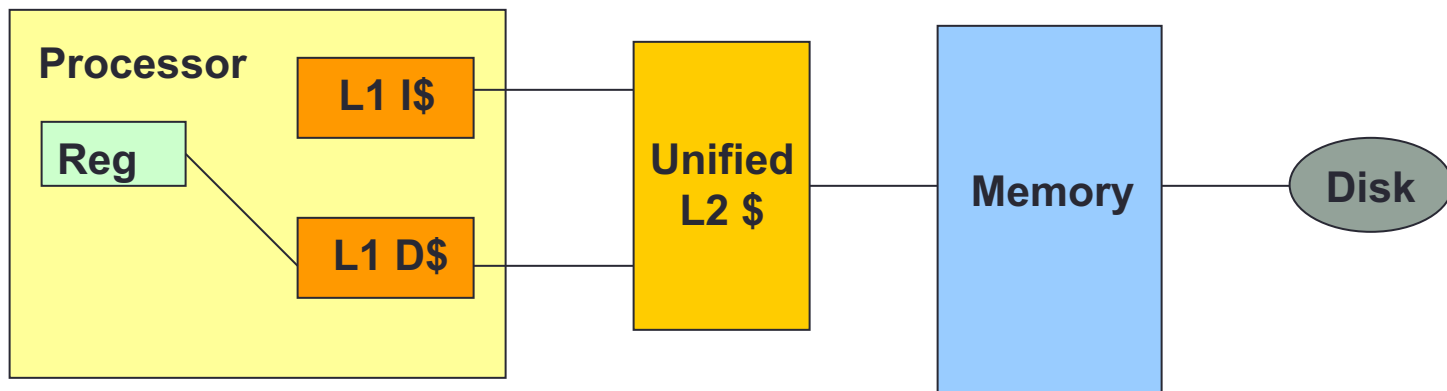 Processor
L1 I$
Reg
L1 D$
Unified
L2 $
Memory
Disk